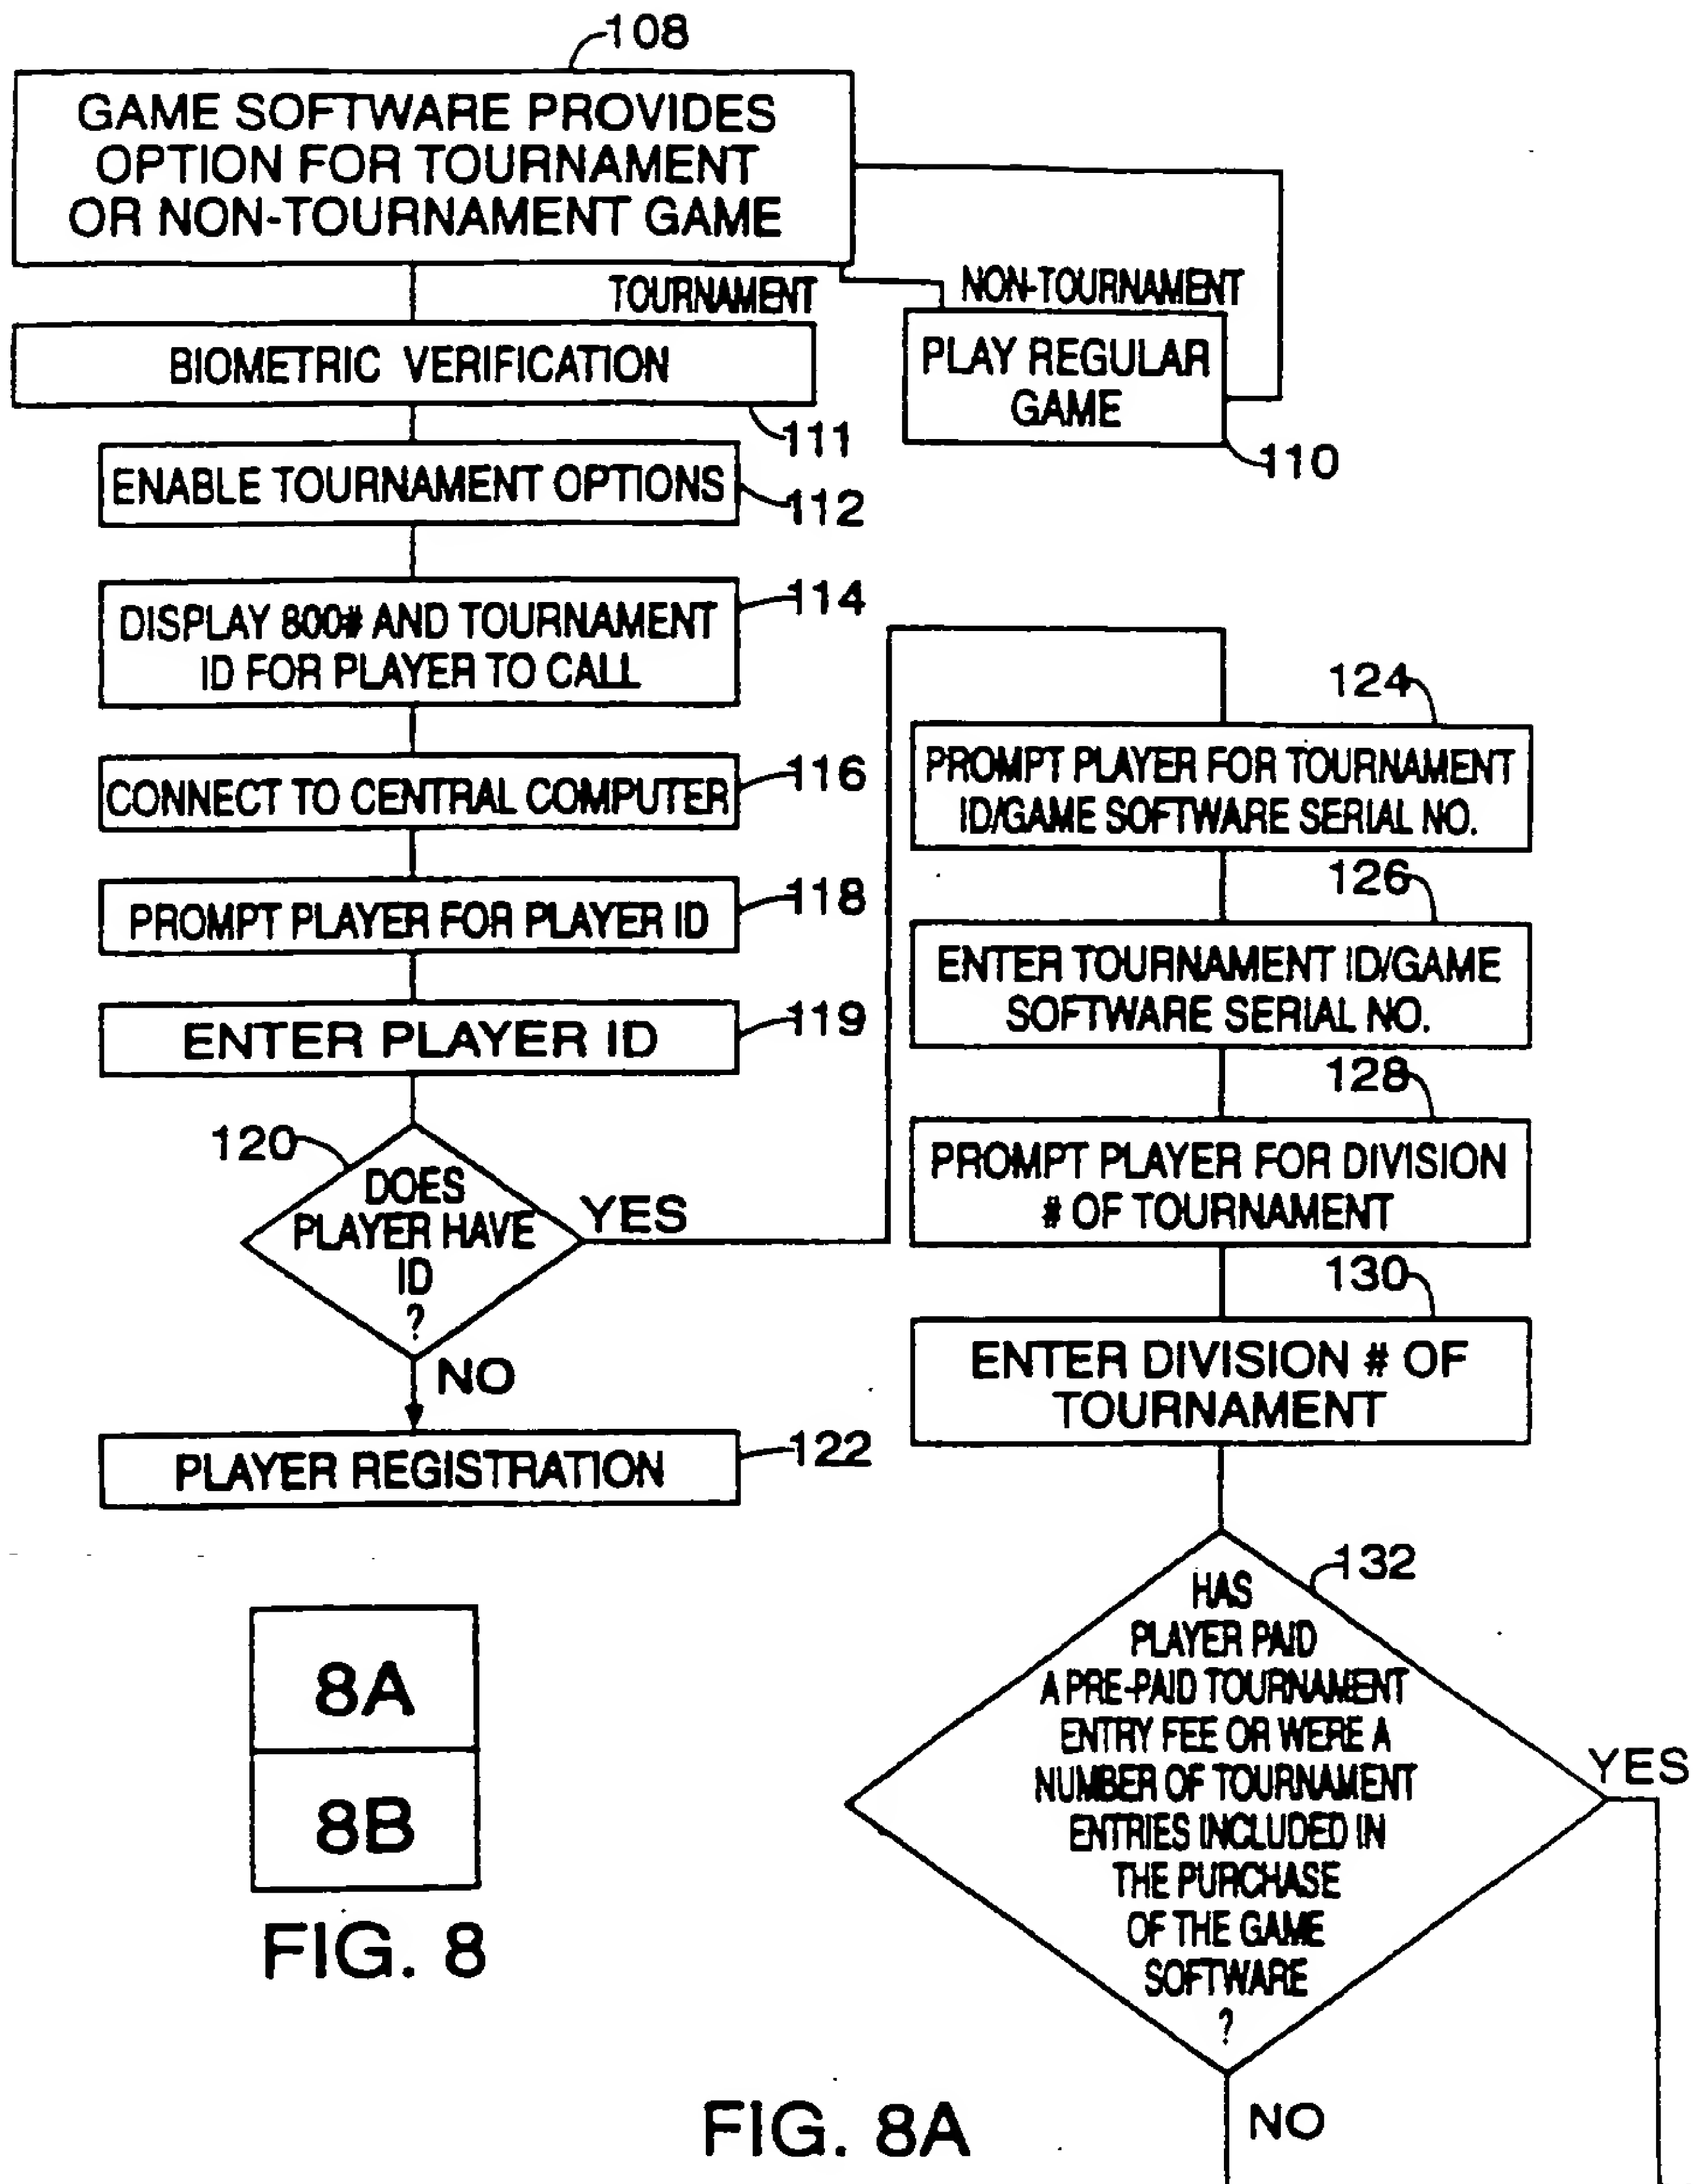 108
GAME SOFTWARE PROVIDES
OPTION FOR TOURNAMENT
OR NON-TOURNAMENT GAME
TOURNAMENT
NON-TOURNAMENT
BIOMETRIC VERIFICATION
111
PLAY REGULAR
GAME
110
ENABLE TOURNAMENT OPTIONS
112
DISPLAY 800# AND TOURNAMENT
ID FOR PLAYER TO CALL
114
CONNECT TO CENTRAL COMPUTER
116
PROMPT PLAYER FOR PLAYER ID
118
ENTER PLAYER ID
119
120
DOES
PLAYER HAVE
ID
?
YES
NO
PLAYER REGISTRATION
122
124
PROMPT PLAYER FOR TOURNAMENT
ID/GAME SOFTWARE SERIAL NO.
126
ENTER TOURNAMENT ID/GAME
SOFTWARE SERIAL NO.
128
PROMPT PLAYER FOR DIVISION
# OF TOURNAMENT
130
ENTER DIVISION # OF
TOURNAMENT
132
HAS
PLAYER PAID
A PRE-PAID TOURNAMENT
ENTRY FEE OR WERE A
NUMBER OF TOURNAMENT
ENTRIES INCLUDED IN
THE PURCHASE
OF THE GAME
SOFTWARE
?
YES
NO
8A
8B
FIG. 8
FIG. 8A